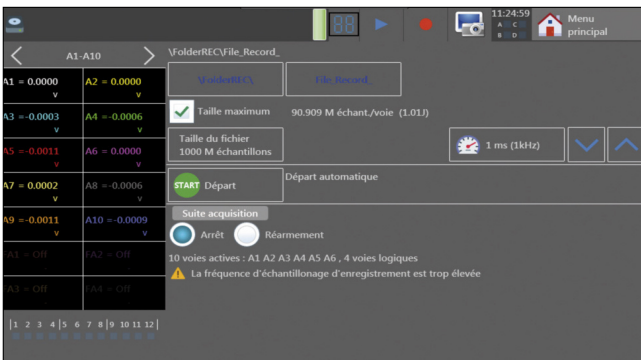 11:24:59
A C
B D
Menu
principal
A1-A10
\FolderREC\File_Record_
A1 = 0.0000
v
A2 = 0.0000
v
\FolderREC\
File_Record_
A3 =-0.0003
v
A4 =-0.0006
v
Taille maximum
90.909 M échant./voie (1.01J)
A5 =-0.0011
v
A6 = 0.0000
v
Taille du fichier
1000 M échantillons
1 ms (1kHz)
A7 = 0.0002
v
A8 =-0.0006
v
START Départ
Départ automatique
A9 =-0.0011
v
A10 =-0.0009
v
Suite acquisition
Arrêt
Réarmement
FA1 = Off
FA2 = Off
10 voies actives : A1 A2 A3 A4 A5 A6 , 4 voies logiques
La fréquence d'échantillonage d'enregistrement est trop élevée
FA3 = Off
FA4 = Off
|1 2 3 4|5 6 7 8|9 10 11 12|